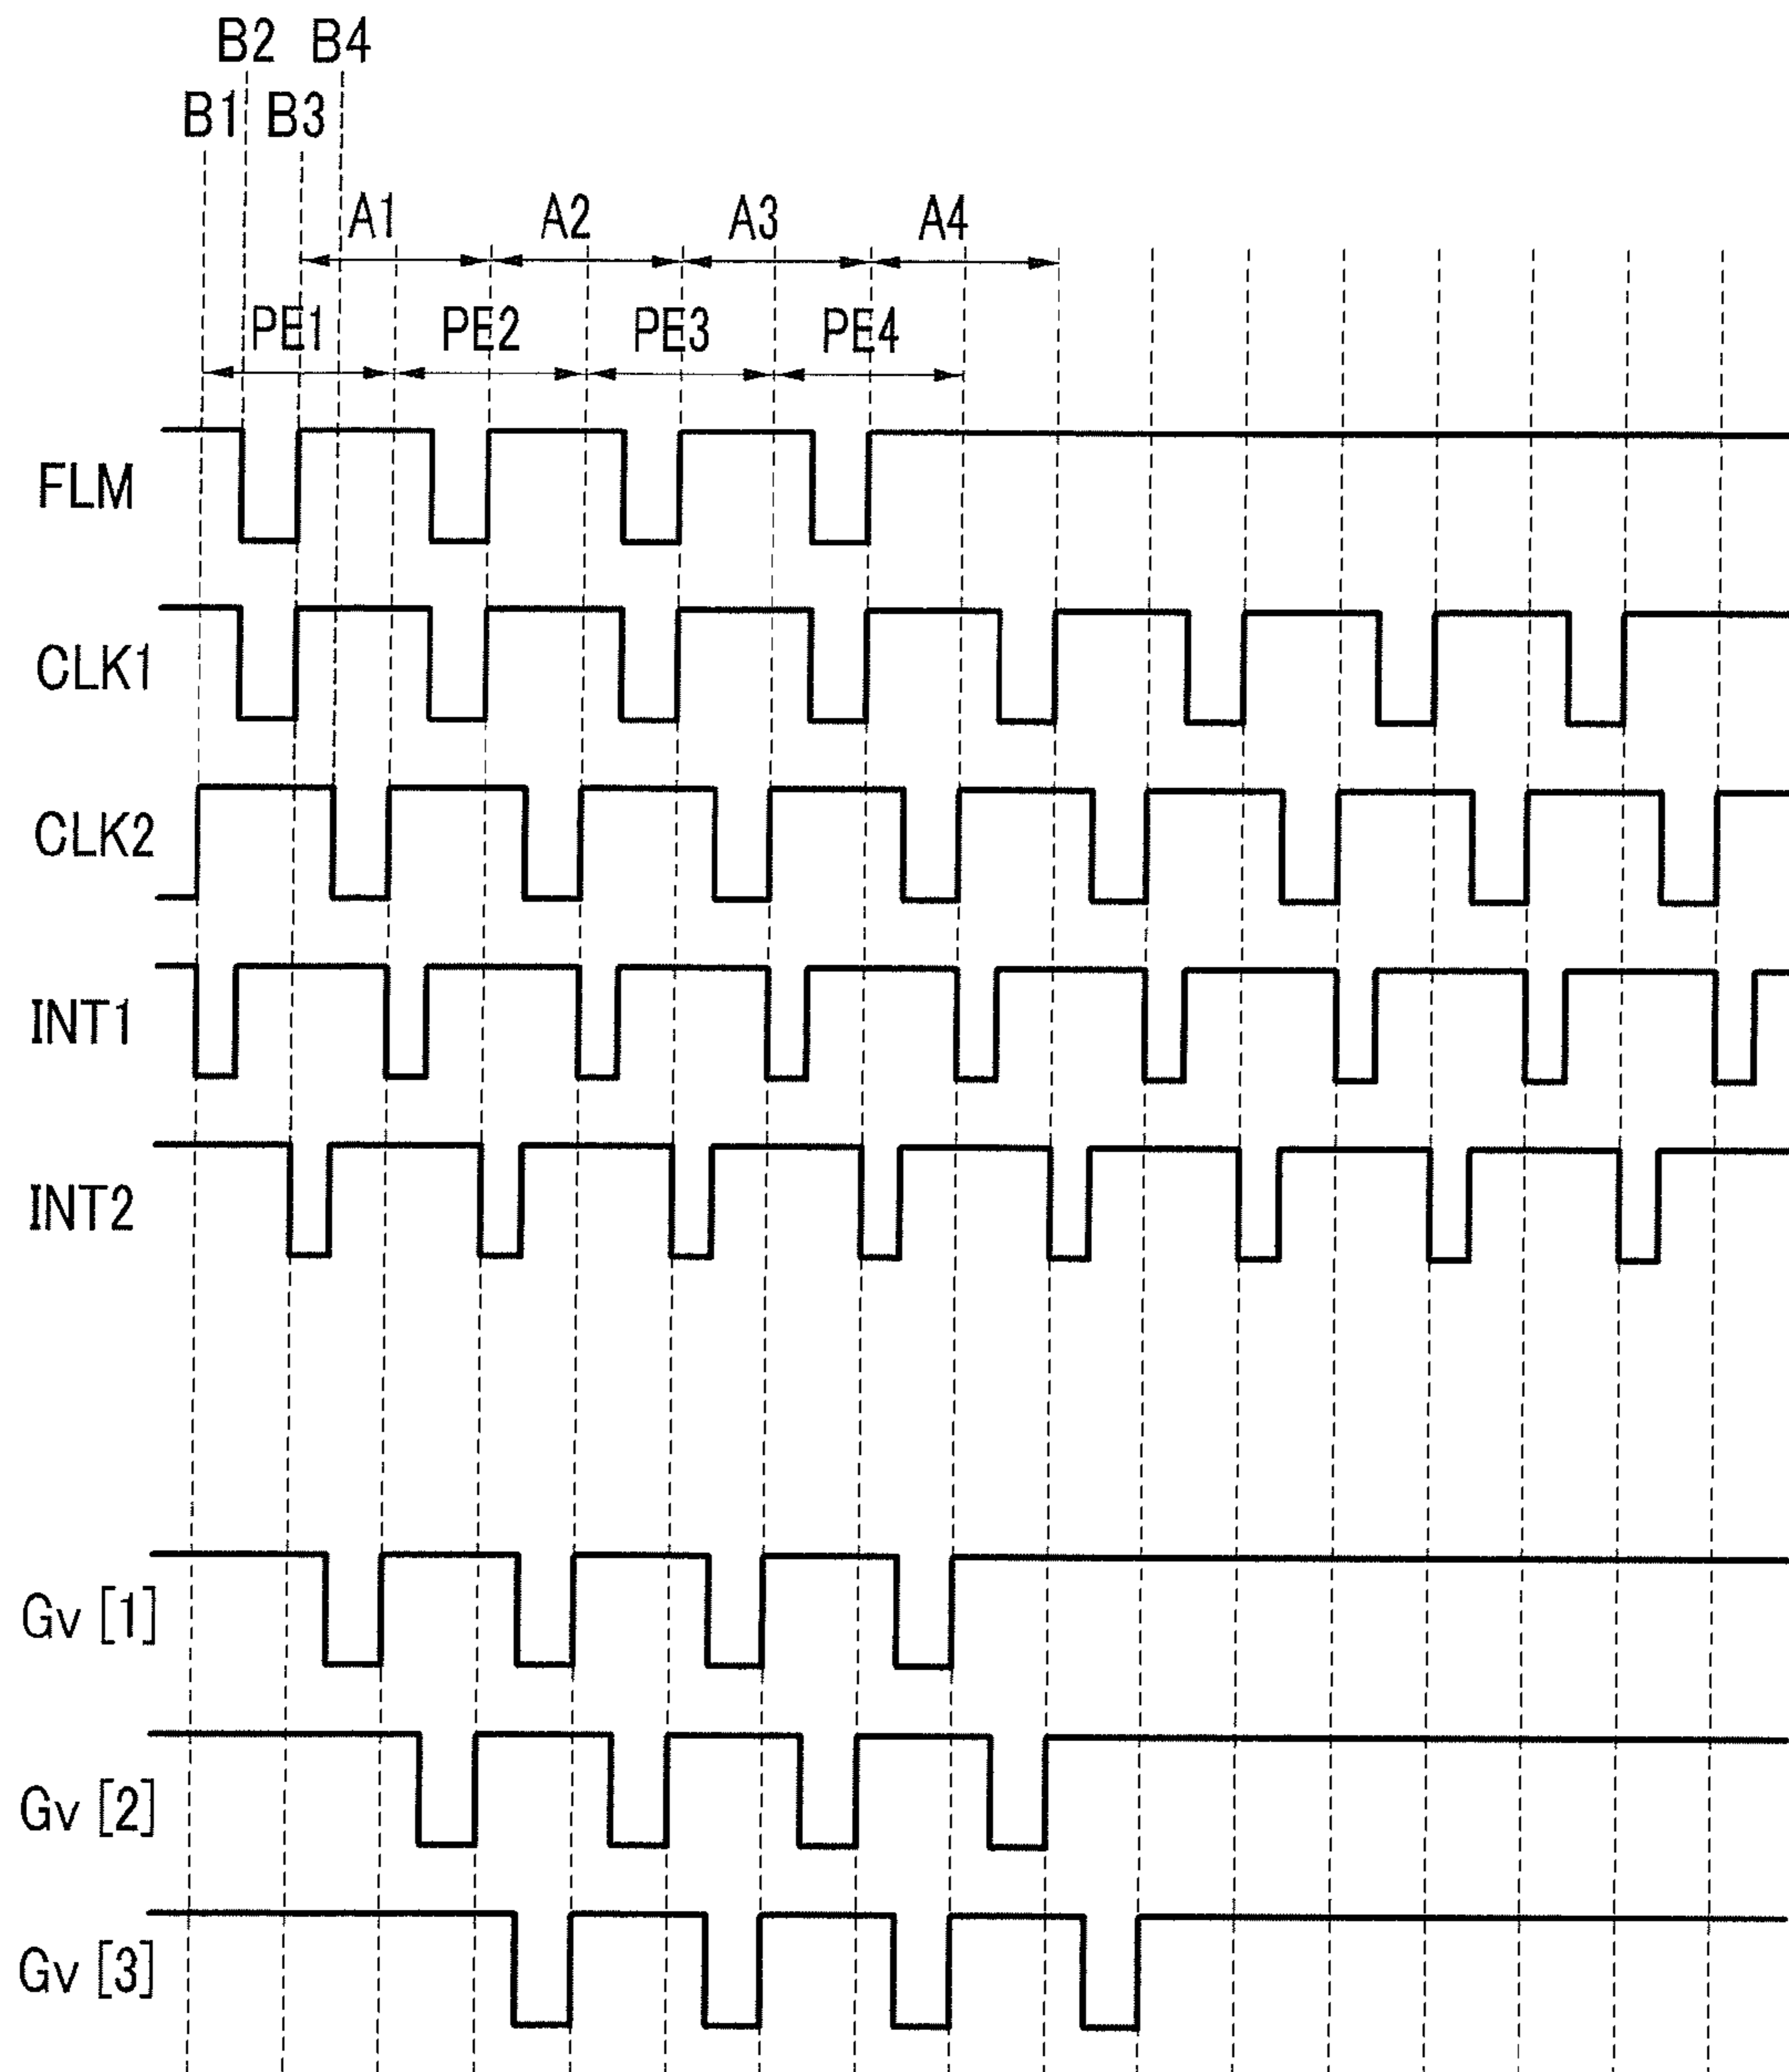 B2 B4
B1 B3
A1 A2 A3 A4
PE1 PE2 PE3 PE4
FLM
CLK1
CLK2
INT1
INT2
Gv [1]
Gv [2]
Gv [3]